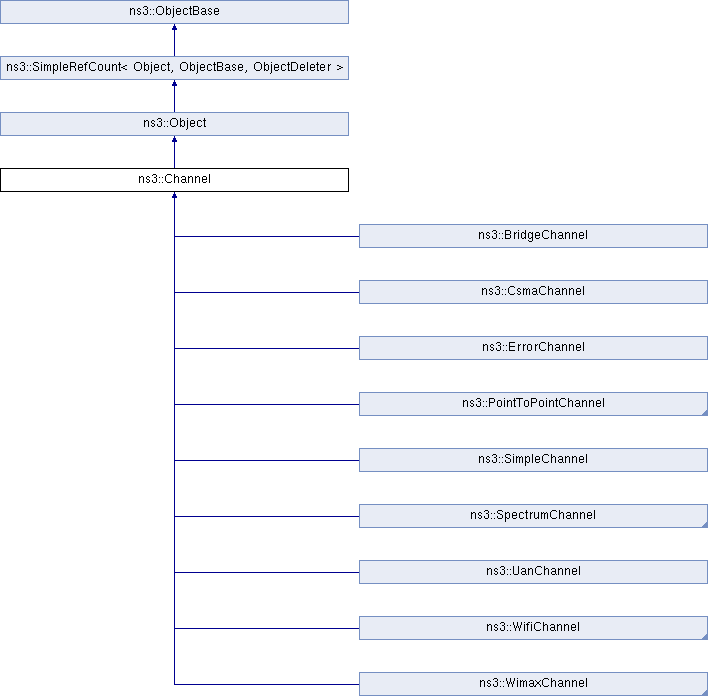 ns3::ObjectBase
ns3::SimpleRefCount< Object, ObjectBase, ObjectDeleter >
ns3::Object
ns3::Channel
ns3::BridgeChannel
ns3::CsmaChannel
ns3::ErrorChannel
ns3::PointToPointChannel
ns3::SimpleChannel
ns3::SpectrumChannel
ns3::UanChannel
ns3::WifiChannel
ns3::WimaxChannel